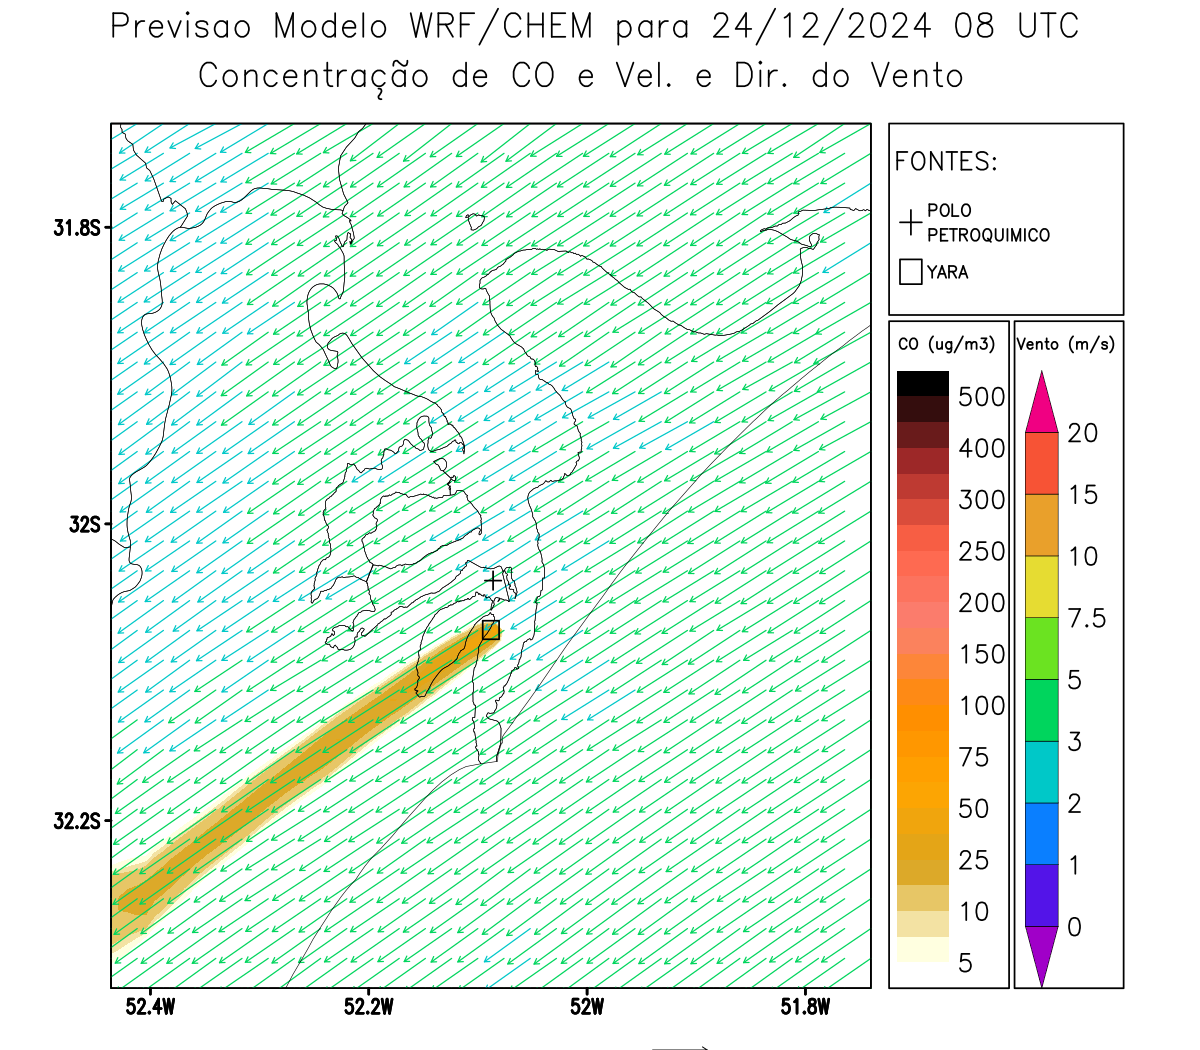 Previsao Modelo WRF/CHEM para 24/12/2024 08 UTC
Concentração de CO e Vel. e Dir. do Vento
FONTES:
POLO
PETROQUIMICO
YARA
31.8S
32S
32.2S
52.4W
52.2W
52W
51.8W
CO (ug/m3)
500
400
300
250
200
150
100
75
50
25
10
5
Vento (m/s)
20
15
10
7.5
5
3
2
1
0